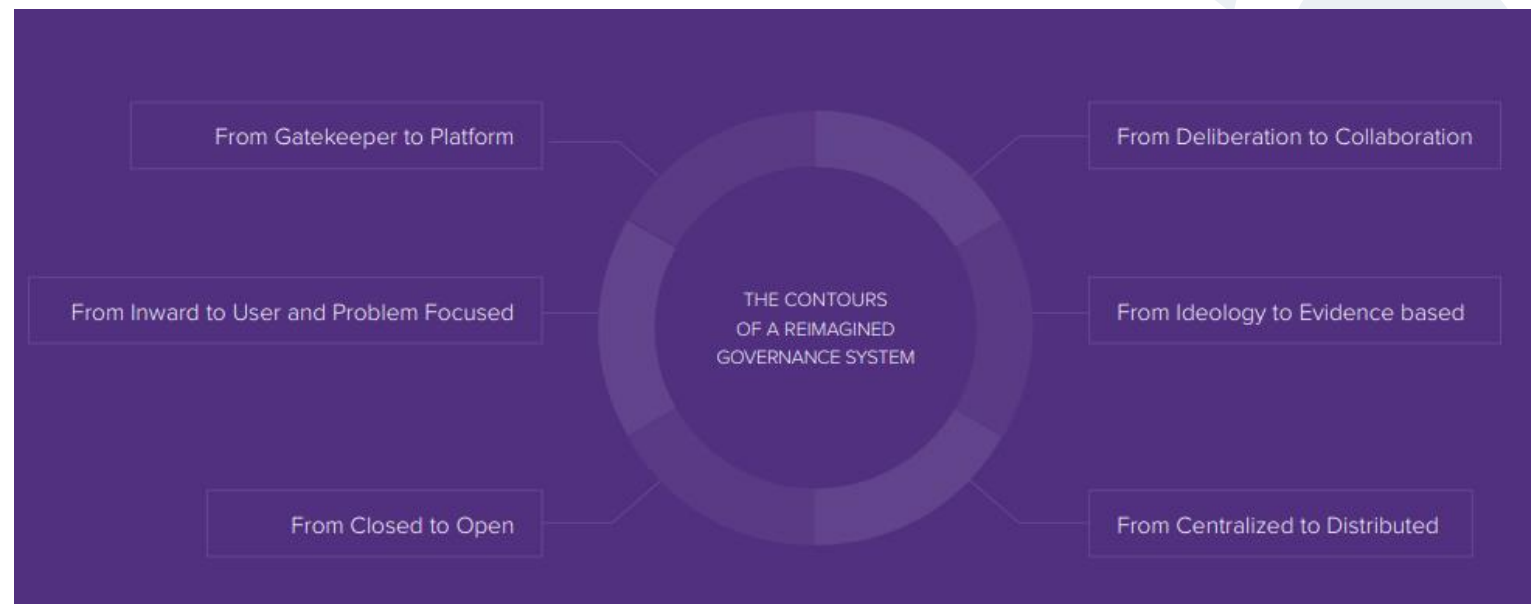 From Gatekeeper to Platform
From Deliberation to Collaboration
From Inward to User and Problem Focused
THE CONTOURS
OF A REIMAGINED
GOVERNANCE SYSTEM
From Ideology to Evidence based
From Closed to Open
From Centralized to Distributed